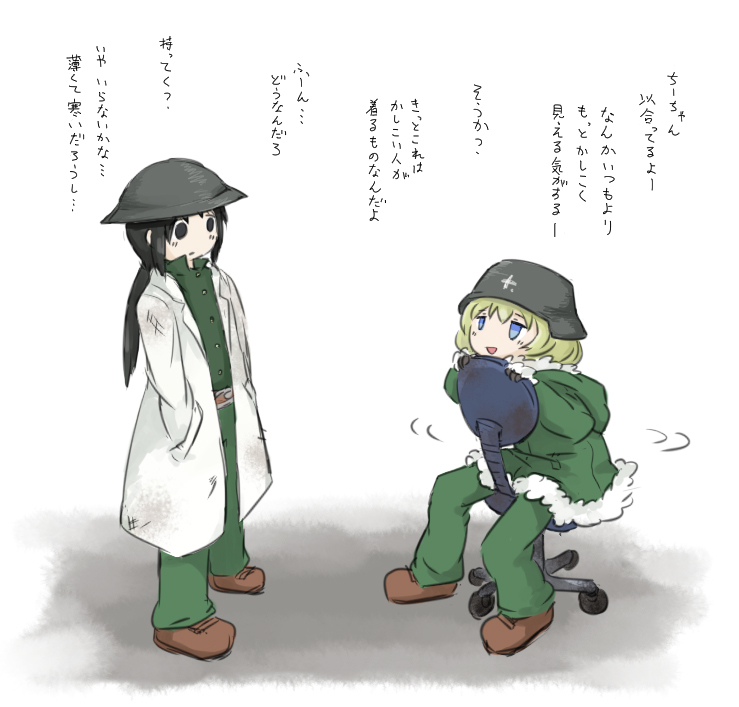 ちーちゃん
似合ってるよー
なんかいつもより
もっとかしこく
見える気がするー
そうかっ、
きっとこれは
かしこい人が
着るものなんだよ
ふーん…
どうなんだろ
持ってく？
いや いらないかな…
薄くて寒いだろうし…